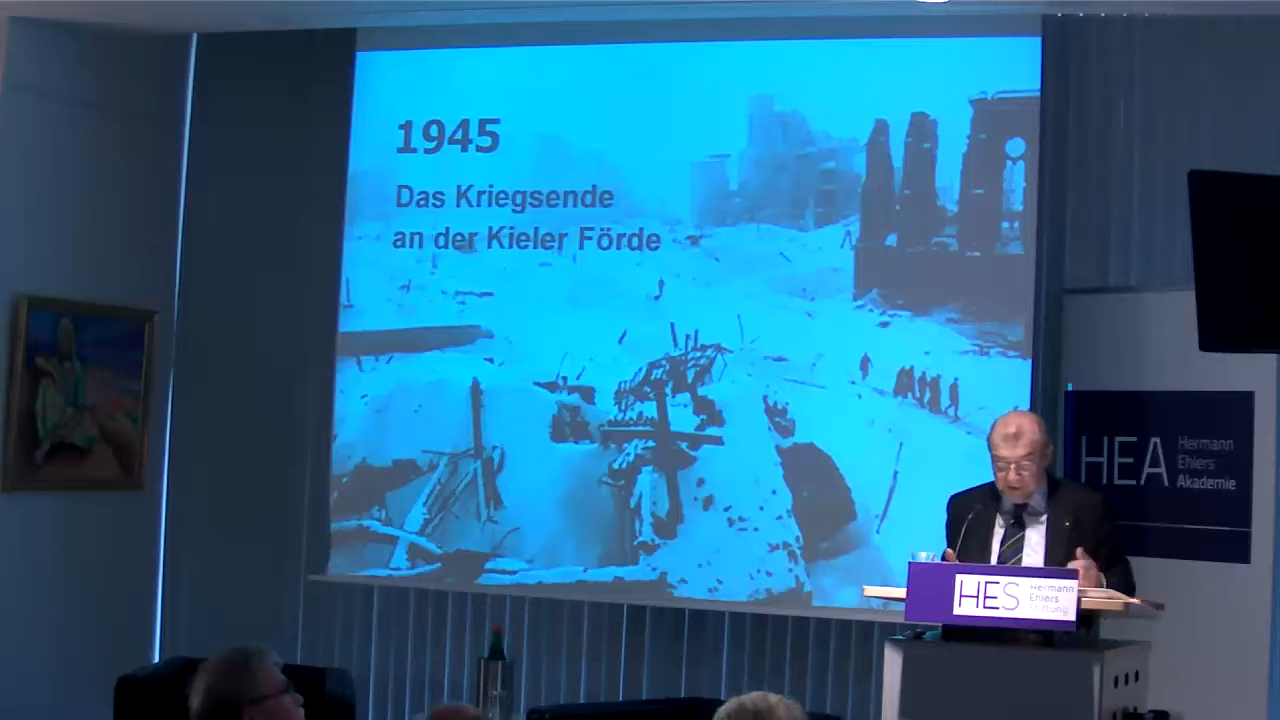 1945
Das Kriegsende
an der Kieler Förde
HEA
Hermann
Ehlers
Akademie
HES
Hermann
Ehlers
Stiftung